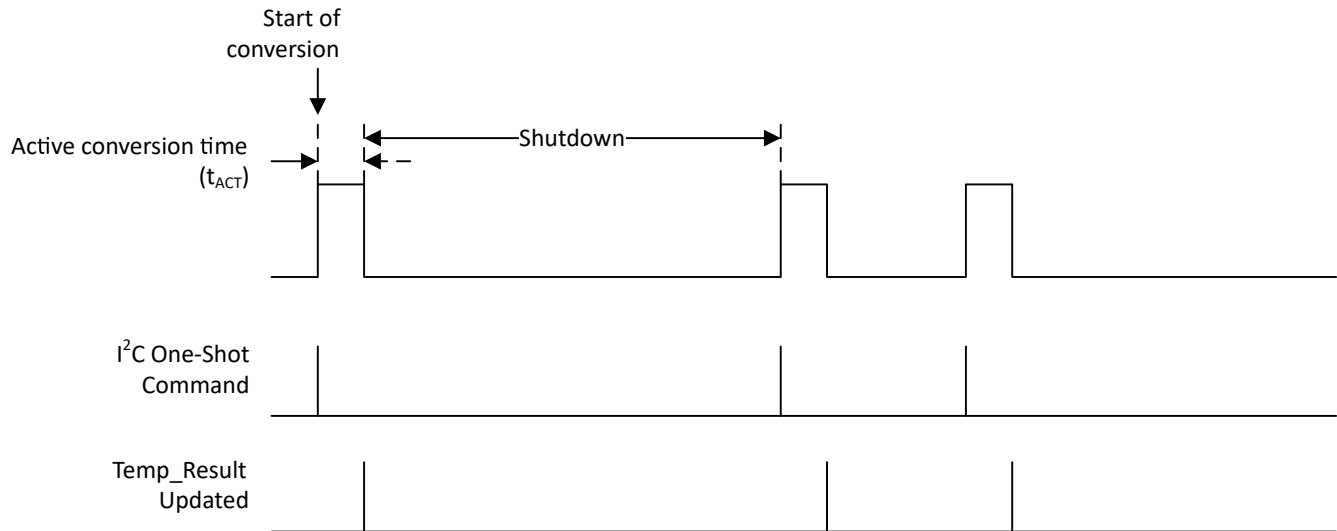 Start of
conversion
Active conversion time
(tACT)
Shutdown
I²C One-Shot
Command
Temp_Result
Updated